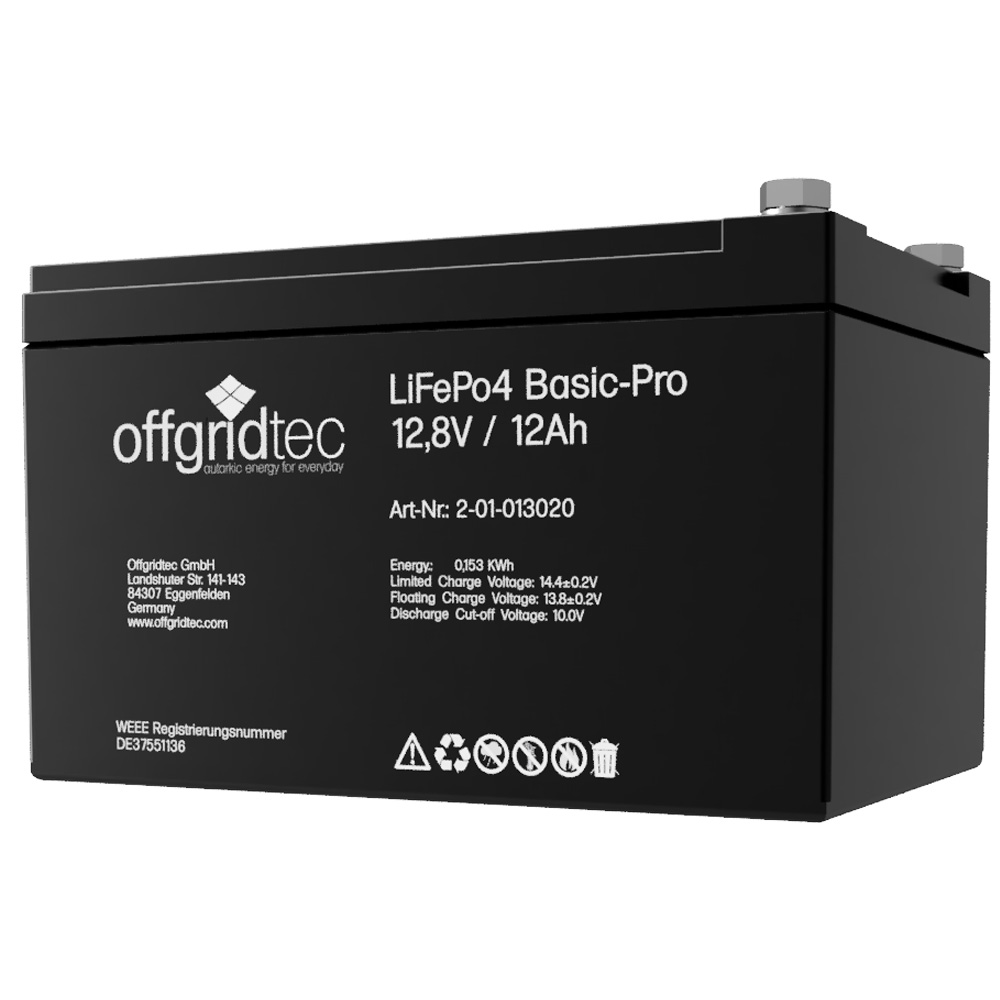 offgridtec
autarkic energy for everyday
LiFePo4 Basic-Pro
12,8V / 12Ah
Art-Nr.: 2-01-013020
Offgridtec GmbH
Landshuter Str. 141-143
84307 Eggenfelden
Germany
www.offgridtec.com
Energy: 0,153 KWh
Limited Charge Voltage: 14.4±0.2V
Floating Charge Voltage: 13.8±0.2V
Discharge Cut-off Voltage: 10.0V
WEEE Registrierungsnummer
DE37551136